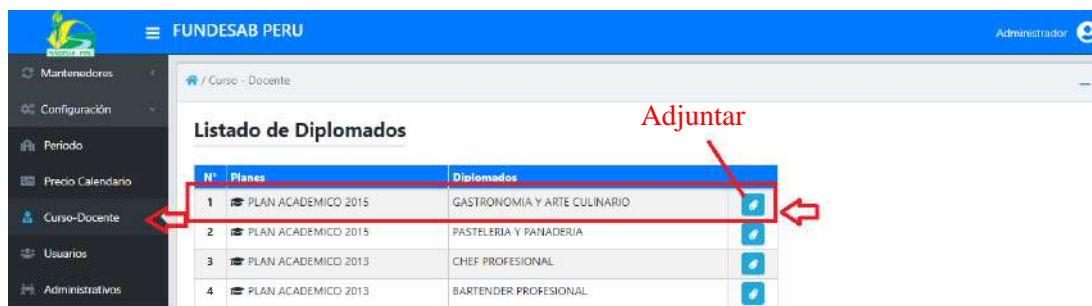 FUNDESAB PERU
Administrador
Mantenedores
/ Curso - Docente
Configuración
Adjuntar
Listado de Diplomados
Periodo
Precio Calendario
N° Planes Diplomados
1 PLAN ACADEMICO 2015 GASTRONOMIA Y ARTE CULINARIO
Curso-Docente
2 PLAN ACADEMICO 2015 PASTELERIA Y PANADERIA
Usuarios
3 PLAN ACADEMICO 2013 CHEF PROFESIONAL
Administrativos
4 PLAN ACADEMICO 2013 BARTENDER PROFESIONAL